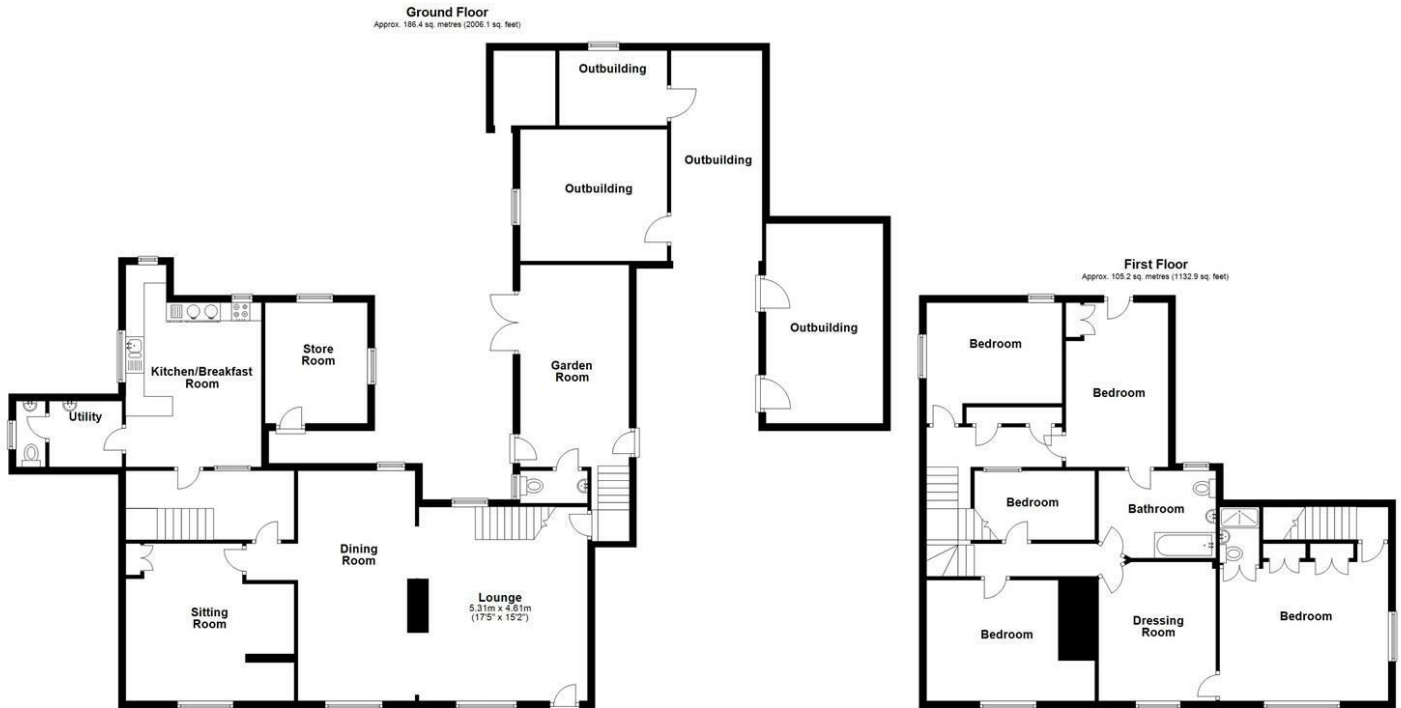 Ground Floor
Approx. 186.4 sq. metres (2006.1 sq. feet)
Outbuilding
Outbuilding
Outbuilding
Outbuilding
Kitchen/Breakfast
Room
Store
Room
Garden
Room
Utility
Dining
Room
Lounge
5.31m x 4.61m
(17'5" x 15'2")
Sitting
Room
First Floor
Approx. 105.2 sq. metres (1132.9 sq. feet)
Bedroom
Bedroom
Bedroom
Bathroom
Bedroom
Dressing
Room
Bedroom